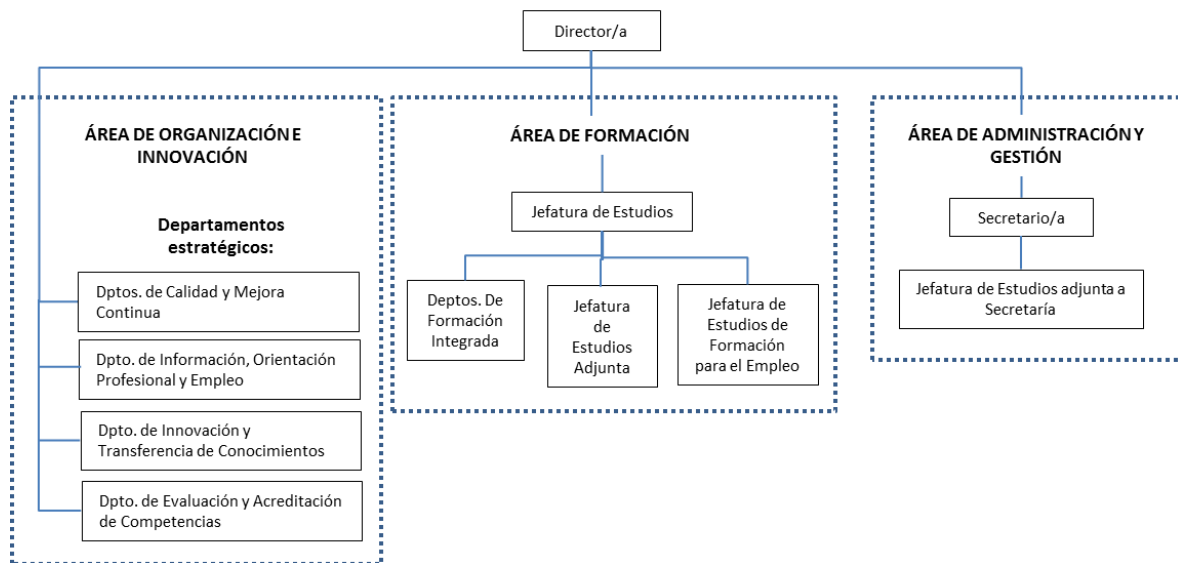 Director/a
ÁREA DE ORGANIZACIÓN E
INNOVACIÓN
Departamentos
estratégicos:
Dptos. de Calidad y Mejora
Continua
Dpto. de Información, Orientación
Profesional y Empleo
Dpto. de Innovación y
Transferencia de Conocimientos
Dpto. de Evaluación y Acreditación
de Competencias
ÁREA DE FORMACIÓN
Jefatura de Estudios
Deptos. De
Formación
Integrada
Jefatura
de
Estudios
Adjunta
Jefatura de
Estudios de
Formación
para el Empleo
ÁREA DE ADMINISTRACIÓN Y
GESTIÓN
Secretario/a
Jefatura de Estudios adjunta a
Secretaría